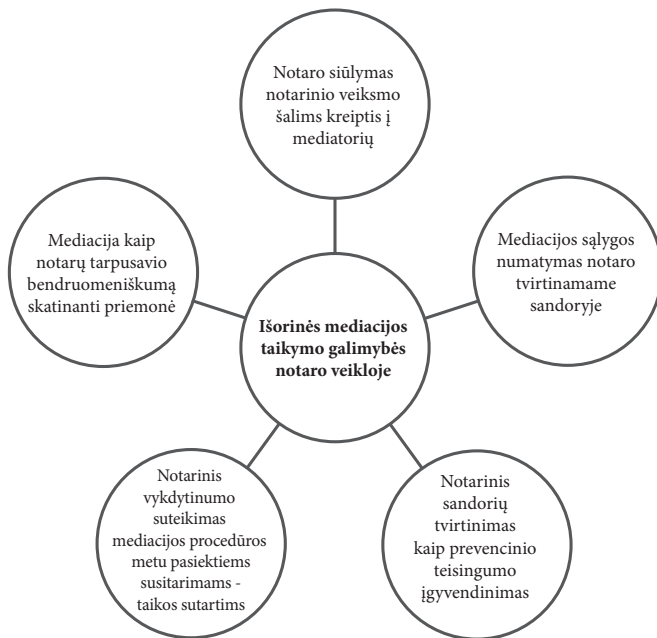 Notaro siūlymas
notarinio veiksmo
šalims kreiptis į
mediatorių
Mediacija kaip
notarų tarpusavio
bendruomeniškumą
skatinanti priemonė
Mediacijos sąlygos
numatymas notaro
tvirtinamame
sandoryje
Išorinės mediacijos
taikymo galimybės
notaro veikloje
Notarinis
vykdytinumo
suteikimas
mediacijos procedūros
metu pasiektiems
susitarimams -
taikos sutartims
Notarinis
sandorių
tvirtinimas
kaip prevencinio
teisingumo
įgyvendinimas